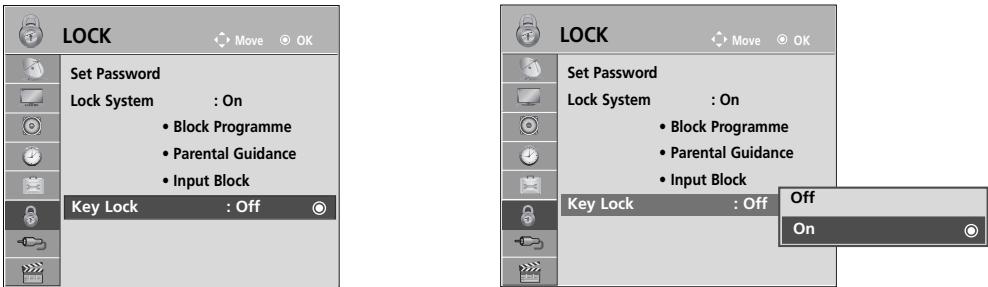 LOCK Move OK
Set Password
Lock System : On
• Block Programme
• Parental Guidance
• Input Block
Key Lock : Off
LOCK Move OK
Set Password
Lock System : On
• Block Programme
• Parental Guidance
• Input Block
Key Lock : Off
Off
On